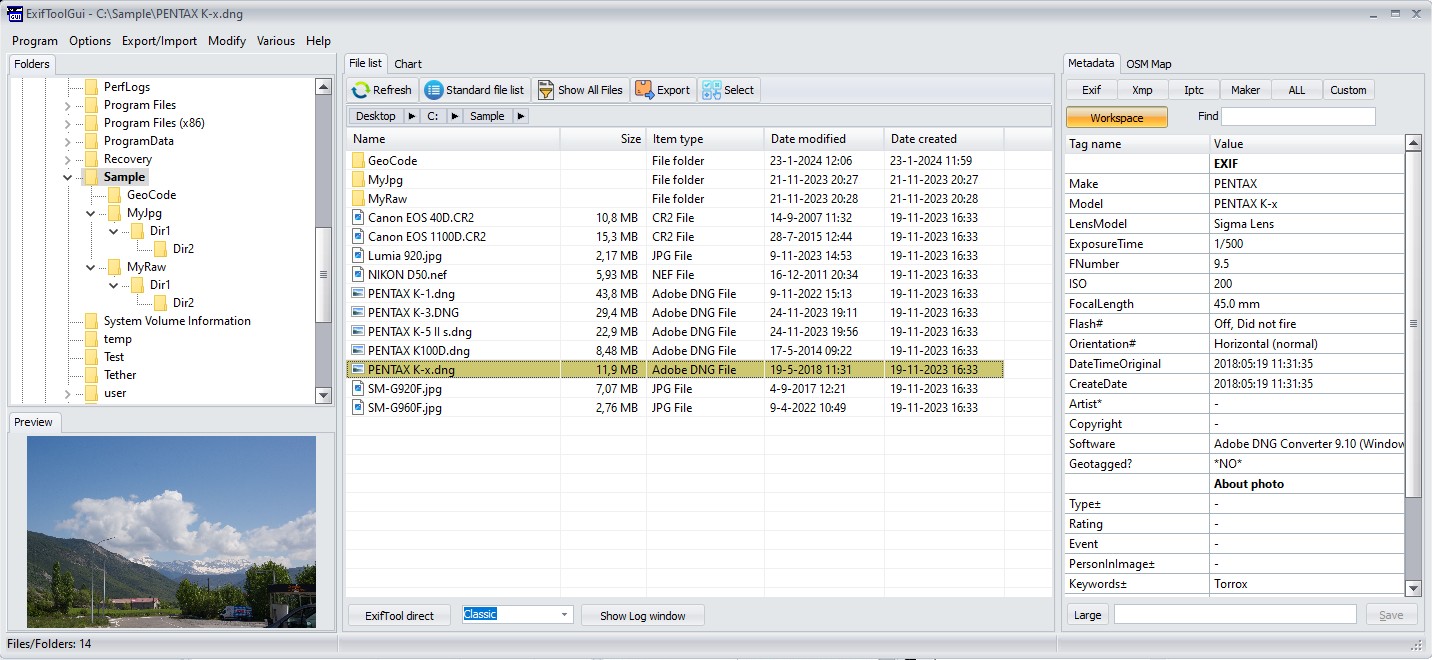 ExifToolGui - C:\Sample\PENTAX K-x.dng
Program Options Export/Import Modify Various Help
Folders
PerfLogs
Program Files
Program Files (x86)
ProgramData
Recovery
Sample
GeoCode
MyJpg
Dir1
Dir2
MyRaw
Dir1
Dir2
System Volume Information
temp
Test
Tether
user
Preview
File list Chart
Refresh Standard file list Show All Files Export Select
Desktop C: Sample
Name Size Item type Date modified Date created
GeoCode File folder 23-1-2024 12:06 23-1-2024 11:59
MyJpg File folder 21-11-2023 20:27 21-11-2023 20:27
MyRaw File folder 21-11-2023 20:28 21-11-2023 20:28
Canon EOS 40D.CR2 10,8 MB CR2 File 14-9-2007 11:32 19-11-2023 16:33
Canon EOS 1100D.CR2 15,3 MB CR2 File 28-7-2015 12:44 19-11-2023 16:33
Lumia 920.jpg 2,17 MB JPG File 9-11-2023 14:53 19-11-2023 16:33
NIKON D50.nef 5,93 MB NEF File 16-12-2011 20:34 19-11-2023 16:33
PENTAX K-1.dng 43,8 MB Adobe DNG File 9-11-2022 15:13 19-11-2023 16:33
PENTAX K-3.DNG 29,4 MB Adobe DNG File 24-11-2023 19:11 19-11-2023 16:33
PENTAX K-5 II s.dng 22,9 MB Adobe DNG File 24-11-2023 19:56 19-11-2023 16:33
PENTAX K100D.dng 8,48 MB Adobe DNG File 17-5-2014 09:22 19-11-2023 16:33
PENTAX K-x.dng 11,9 MB Adobe DNG File 19-5-2018 11:31 19-11-2023 16:33
SM-G920F.jpg 7,07 MB JPG File 4-9-2017 12:21 19-11-2023 16:33
SM-G960F.jpg 2,76 MB JPG File 9-4-2022 10:49 19-11-2023 16:33
ExifTool direct Classic Show Log window
Metadata OSM Map
Exif Xmp Iptc Maker ALL Custom
Workspace Find
Tag name Value
EXIF
Make PENTAX
Model PENTAX K-x
LensModel Sigma Lens
ExposureTime 1/500
FNumber 9.5
ISO 200
FocalLength 45.0 mm
Flash# Off, Did not fire
Orientation# Horizontal (normal)
DateTimeOriginal 2018:05:19 11:31:35
CreateDate 2018:05:19 11:31:35
Artist* -
Copyright -
Software Adobe DNG Converter 9.10 (Window
Geotagged? *NO*
About photo
Type± -
Rating -
Event -
PersonInImage± -
Keywords± Torrox
Large Save
Files/Folders: 14